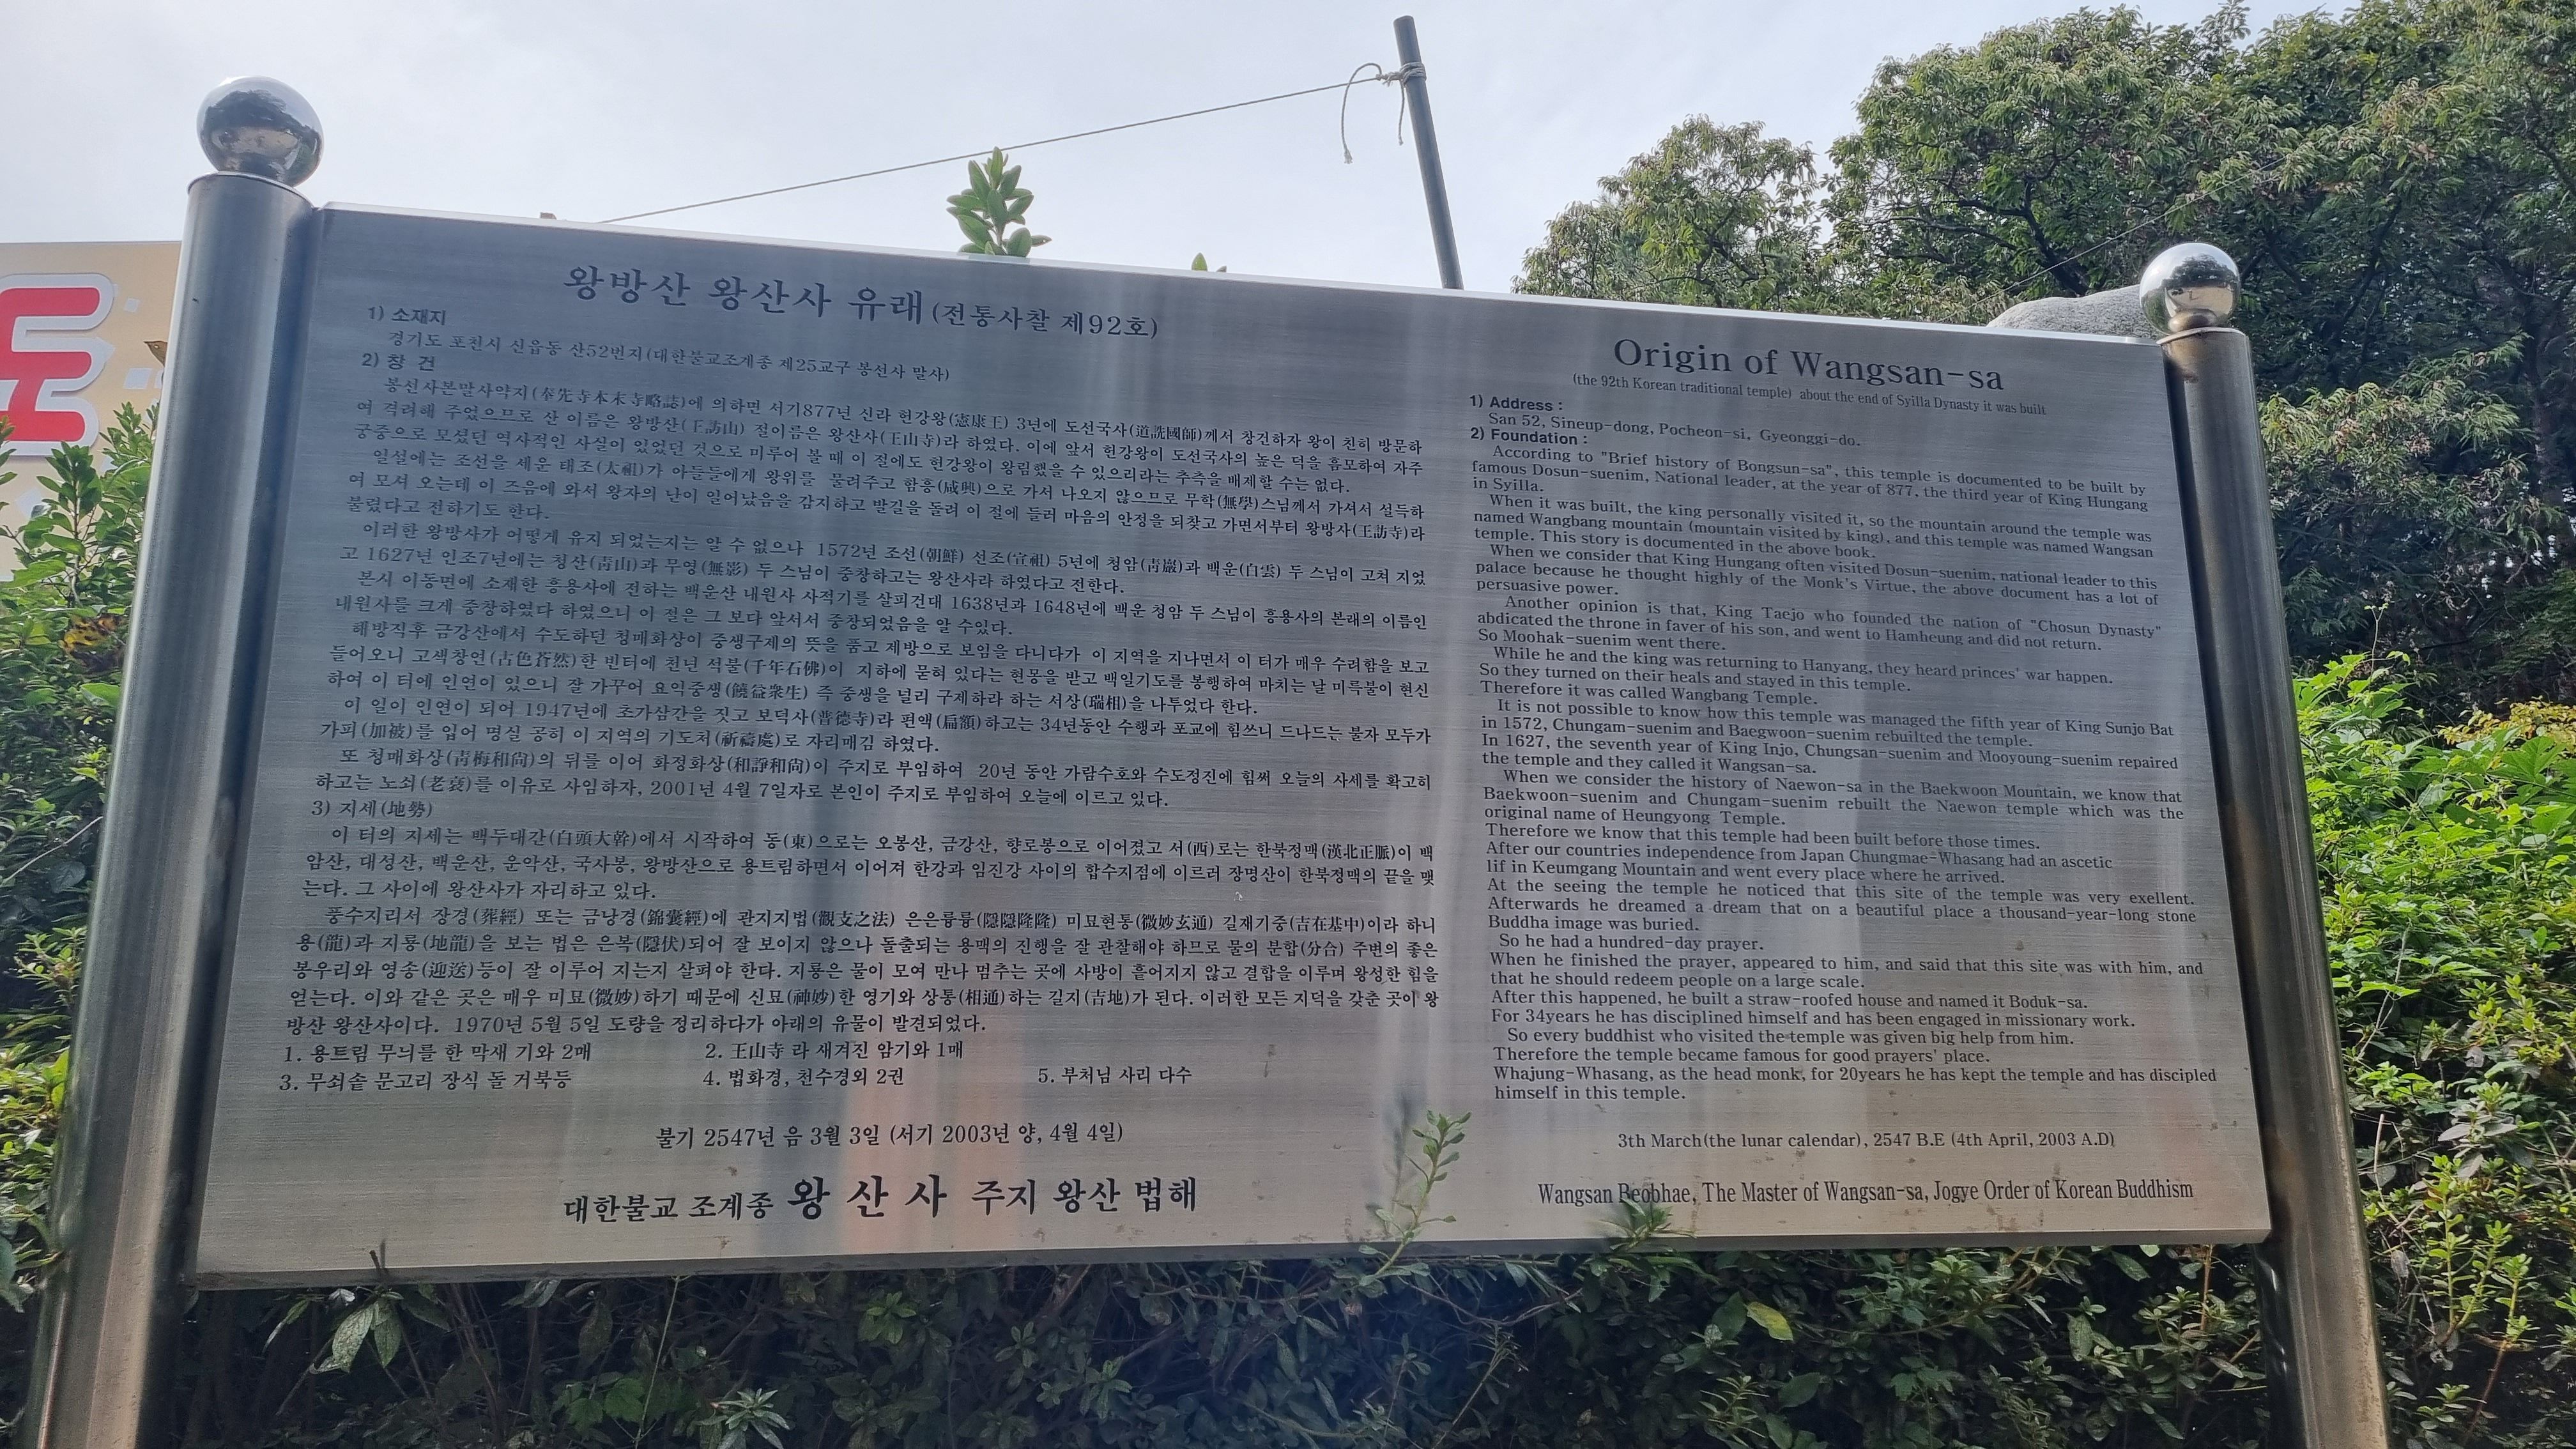 도
왕방산 왕산사 유래 (전통사찰 제92호)
1) 소재지
경기도 포천시 신읍동 산52번지(대한불교조계종 제25교구 봉선사 말사)
2) 창 건
봉선사본말사약지(奉先寺本末寺略誌)에 의하면 서기877년 신라 헌강왕(憲康王) 3년에 도선국사(道詵國師)께서 창건하자 왕이 친히 방문하
여 격려해 주었으므로 산 이름은 왕방산(王訪山) 절이름은 왕산사(王山寺)라 하였다. 이에 앞서 헌강왕이 도선국사의 높은 덕을 흠모하여 자주
궁중으로 모셨던 역사적인 사실이 있었던 것으로 미루어 볼 때 이 절에도 헌강왕이 왕림했을 수 있으리라는 추측을 배제할 수는 없다.
일설에는 조선을 세운 태조(太祖)가 아들들에게 왕위를 물려주고 함흥(咸興)으로 가서 나오지 않으므로 무학(無學)스님께서 가셔서 설득하
여 모셔 오는데 이 즈음에 와서 왕자의 난이 일어났음을 감지하고 발길을 돌려 이 절에 들러 마음의 안정을 되찾고 가면서부터 왕방사(王訪寺)라
불렸다고 전하기도 한다.
이러한 왕방사가 어떻게 유지 되었는지는 알 수 없으나 1572년 조선(朝鮮) 선조(宣祖) 5년에 청암(靑巖)과 백운(白雲) 두 스님이 고쳐 지었
고 1627년 인조7년에는 청산(靑山)과 무영(無影) 두 스님이 중창하고는 왕산사라 하였다고 전한다.
본시 이동면에 소재한 흥용사에 전하는 백운산 내원사 사적기를 살피건대 1638년과 1648년에 백운 청암 두 스님이 흥용사의 본래의 이름인
내원사를 크게 중창하였다 하였으니 이 절은 그 보다 앞서서 중창되었음을 알 수있다.
해방직후 금강산에서 수도하던 청매화상이 중생구제의 뜻을 품고 제방으로 보임을 다니다가 이 지역을 지나면서 이 터가 매우 수려함을 보고
들어오니 고색창연(古色蒼然)한 빈터에 천년 석불(千年石佛)이 지하에 묻혀 있다는 현몽을 받고 백일기도를 봉행하여 마치는 날 미륵불이 현신
하여 이 터에 인연이 있으니 잘 가꾸어 요익중생(饒益衆生) 즉 중생을 널리 구제하라 하는 서상(瑞相)을 나투었다 한다.
이 일이 인연이 되어 1947년에 초가삼간을 짓고 보덕사(普德寺)라 편액(扁額)하고는 34년동안 수행과 포교에 힘쓰니 드나드는 불자 모두가
가피(加被)를 입어 명실 공히 이 지역의 기도처(祈禱處)로 자리메김 하였다.
또 청매화상(靑梅和尙)의 뒤를 이어 화정화상(和諍和尙)이 주지로 부임하여 20년 동안 가람수호와 수도정진에 힘써 오늘의 사세를 확고히
하고는 노쇠(老衰)를 이유로 사임하자, 2001년 4월 7일자로 본인이 주지로 부임하여 오늘에 이르고 있다.
3) 지세(地勢)
이 터의 지세는 백두대간(白頭大幹)에서 시작하여 동(東)으로는 오봉산, 금강산, 향로봉으로 이어졌고 서(西)로는 한북정맥(漢北正脈)이 백
암산, 대성산, 백운산, 운악산, 국사봉, 왕방산으로 용트림하면서 이어져 한강과 임진강 사이의 합수지점에 이르러 장명산이 한북정맥의 끝을 맺
는다. 그 사이에 왕산사가 자리하고 있다.
풍수지리서 장경(葬經) 또는 금낭경(錦囊經)에 관지지법(觀支之法) 은은륭륭(隱隱隆隆) 미묘현통(微妙玄通) 길재기중(吉在基中)이라 하니
용(龍)과 지룡(地龍)을 보는 법은 은복(隱伏)되어 잘 보이지 않으나 돌출되는 용맥의 진행을 잘 관찰해야 하므로 물의 분합(分合) 주변의 좋은
봉우리와 영송(迎送)등이 잘 이루어 지는지 살펴야 한다. 지룡은 물이 모여 만나 멈추는 곳에 사방이 흩어지지 않고 결합을 이루며 왕성한 힘을
얻는다. 이와 같은 곳은 매우 미묘(微妙)하기 때문에 신묘(神妙)한 영기와 상통(相通)하는 길지(吉地)가 된다. 이러한 모든 지덕을 갖춘 곳이 왕
방산 왕산사이다. 1970년 5월 5일 도량을 정리하다가 아래의 유물이 발견되었다.
1. 용트림 무늬를 한 막새 기와 2매 2. 王山寺 라 새겨진 암기와 1매
3. 무쇠솥 문고리 장식 돌 거북등 4. 법화경, 천수경외 2권 5. 부처님 사리 다수
불기 2547년 음 3월 3일 (서기 2003년 양, 4월 4일)
대한불교 조계종 왕 산 사 주지 왕산 법해
Origin of Wangsan-sa
(the 92th Korean traditional temple) about the end of Syilla Dynasty it was built
1) Address :
San 52, Sineup-dong, Pocheon-si, Gyeonggi-do.
2) Foundation :
According to "Brief history of Bongsun-sa", this temple is documented to be built by
famous Dosun-suenim, National leader, at the year of 877, the third year of King Hungang
in Syilla.
When it was built, the king personally visited it, so the mountain around the temple was
named Wangbang mountain (mountain visited by king), and this temple was named Wangsan
temple. This story is documented in the above book.
When we consider that King Hungang often visited Dosun-suenim, national leader to this
palace because he thought highly of the Monk's Virtue, the above document has a lot of
persuasive power.
Another opinion is that, King Taejo who founded the nation of "Chosun Dynasty"
abdicated the throne in faver of his son, and went to Hamheung and did not return.
So Moohak-suenim went there.
While he and the king was returning to Hanyang, they heard princes' war happen.
So they turned on their heals and stayed in this temple.
Therefore it was called Wangbang Temple.
It is not possible to know how this temple was managed the fifth year of King Sunjo Bat
in 1572, Chungam-suenim and Baegwoon-suenim rebuilted the temple.
In 1627, the seventh year of King Injo, Chungsan-suenim and Mooyoung-suenim repaired
the temple and they called it Wangsan-sa.
When we consider the history of Naewon-sa in the Baekwoon Mountain, we know that
Baekwoon-suenim and Chungam-suenim rebuilt the Naewon temple which was the
original name of Heungyong Temple.
Therefore we know that this temple had been built before those times.
After our countries independence from Japan Chungmae-Whasang had an ascetic
lif in Keumgang Mountain and went every place where he arrived.
At the seeing the temple he noticed that this site of the temple was very exellent.
Afterwards he dreamed a dream that on a beautiful place a thousand-year-long stone
Buddha image was buried.
So he had a hundred-day prayer.
When he finished the prayer, appeared to him, and said that this site was with him, and
that he should redeem people on a large scale.
After this happened, he built a straw-roofed house and named it Boduk-sa.
For 34years he has disciplined himself and has been engaged in missionary work.
So every buddhist who visited the temple was given big help from him.
Therefore the temple became famous for good prayers' place.
Whajung-Whasang, as the head monk, for 20years he has kept the temple and has discipled
himself in this temple.
3th March(the lunar calendar), 2547 B.E (4th April, 2003 A.D)
Wangsan Beobhae, The Master of Wangsan-sa, Jogye Order of Korean Buddhism